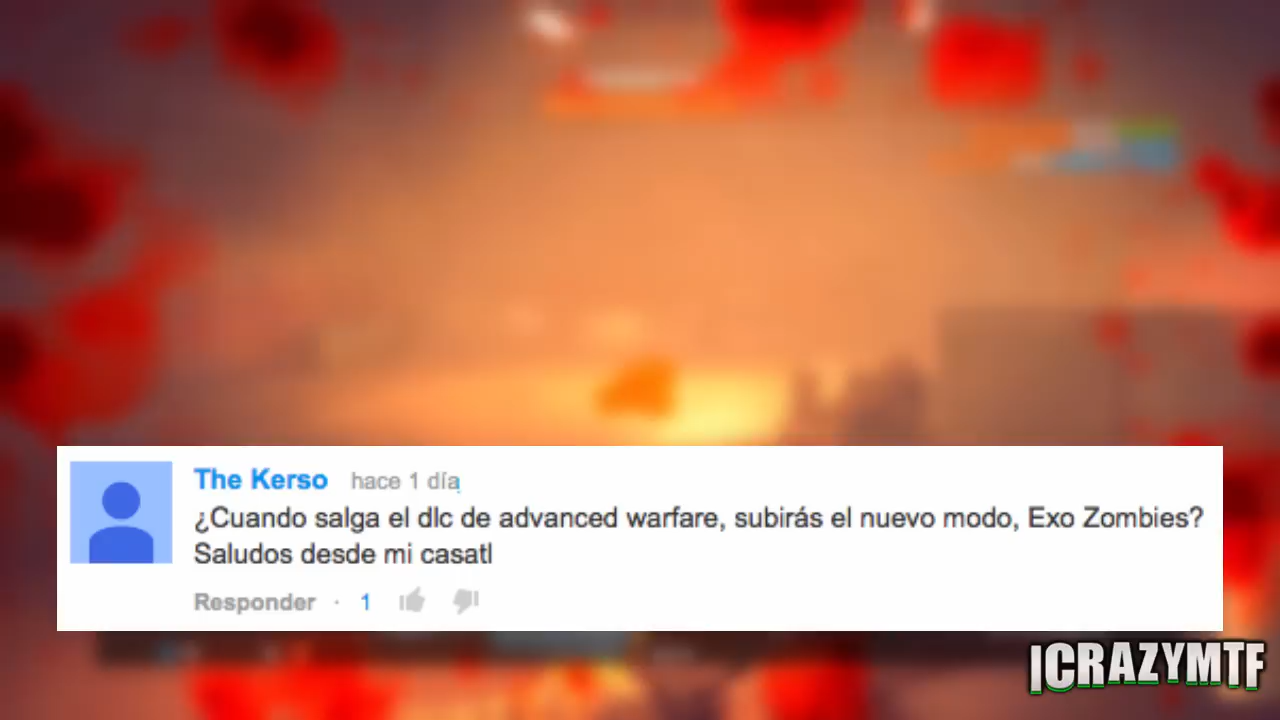 The Kerso hace 1 día
¿Cuando salga el dlc de advanced warfare, subirás el nuevo modo, Exo Zombies?
Saludos desde mi casatl
Responder · 1
ICRAZYMTF